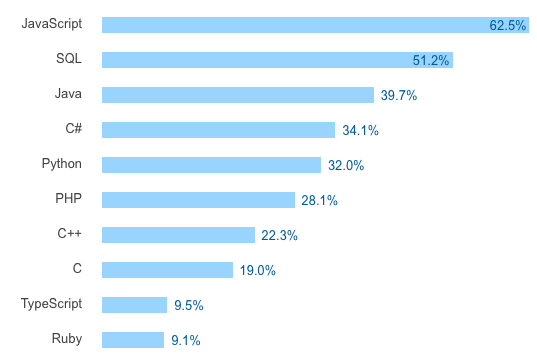 JavaScript 62.5%
SQL 51.2%
Java 39.7%
C# 34.1%
Python 32.0%
PHP 28.1%
C++ 22.3%
C 19.0%
TypeScript 9.5%
Ruby 9.1%